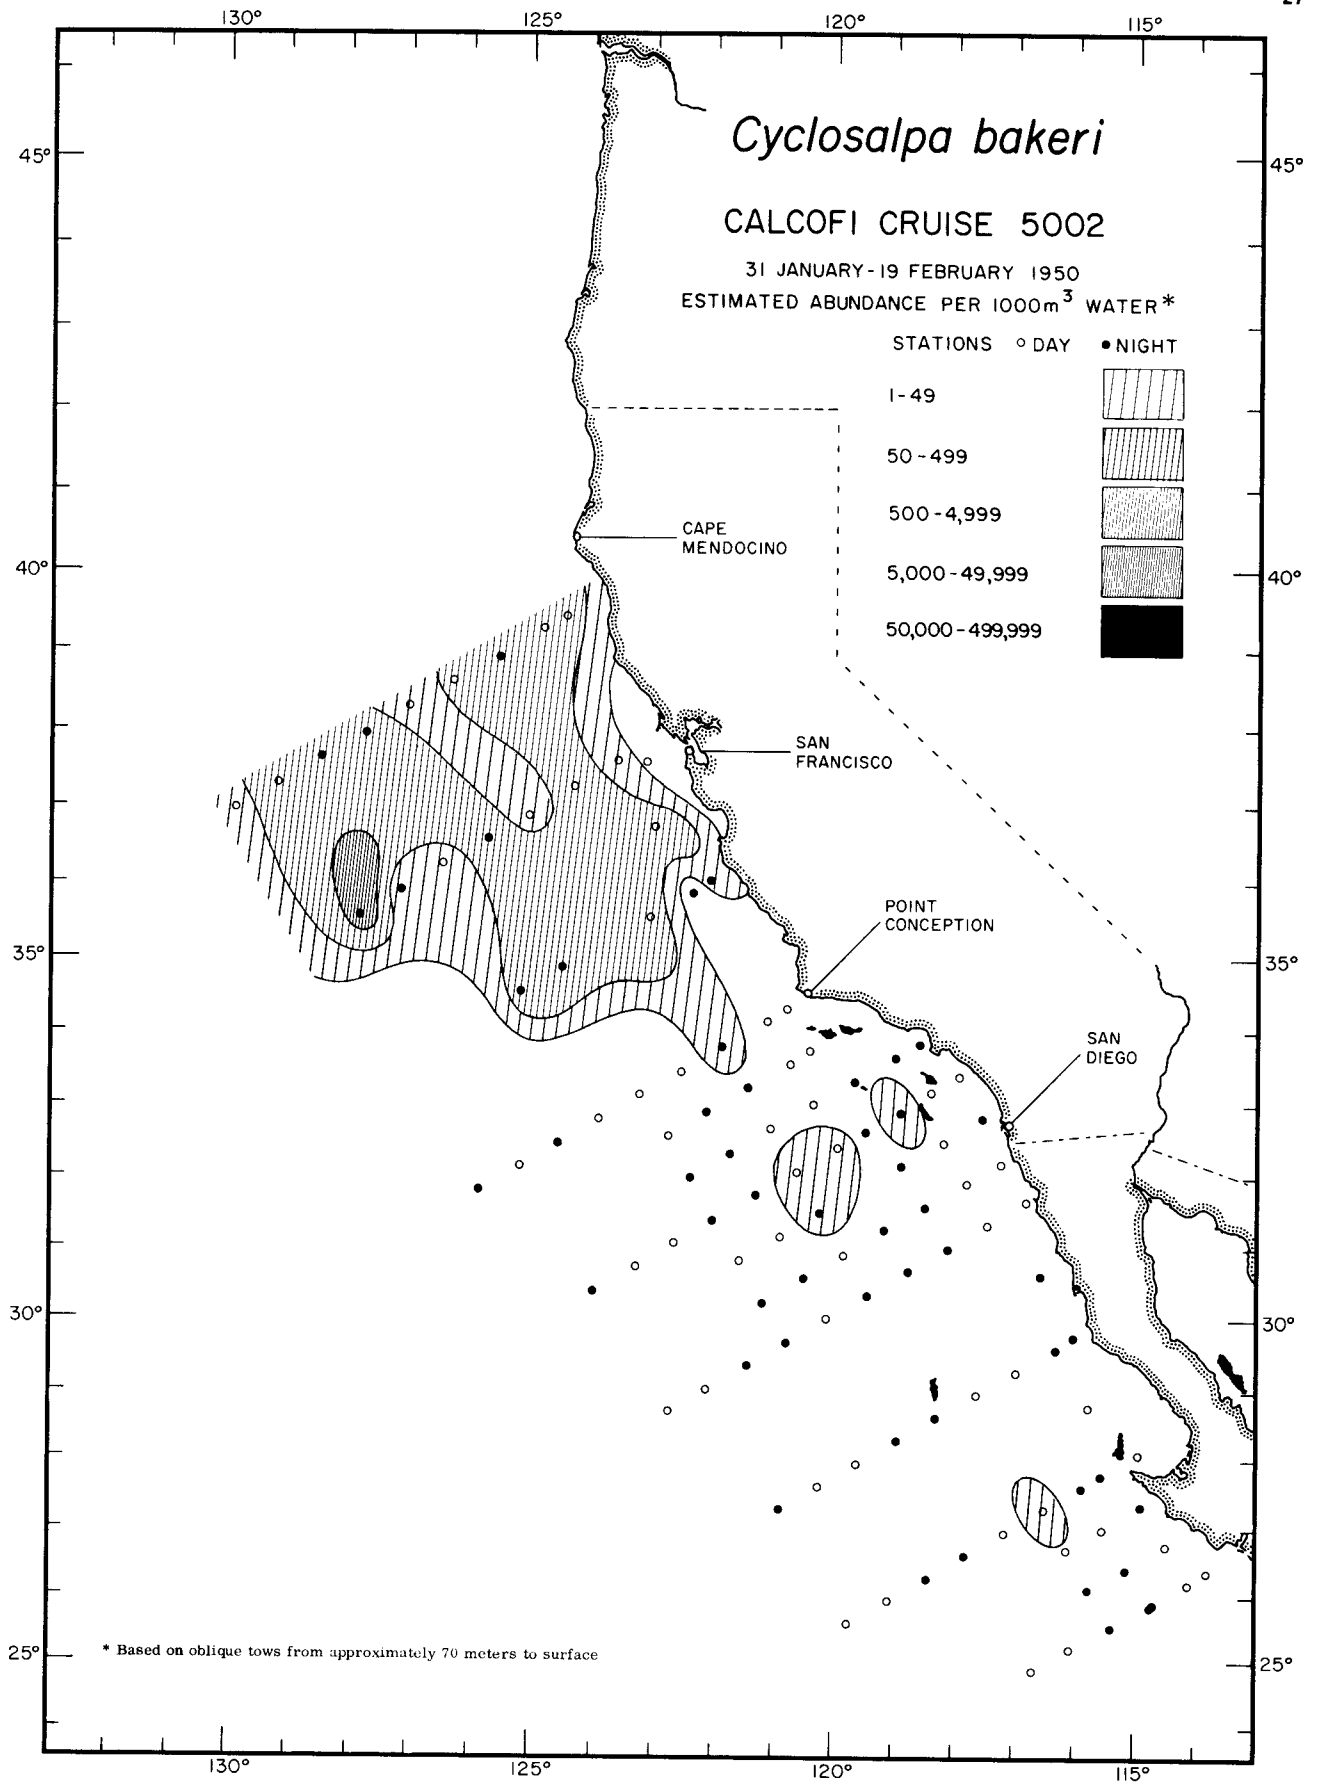 130° 125° 120° 115°
Cyclosalpa bakeri
45° 45°
CALCOFI CRUISE 5002
31 JANUARY-19 FEBRUARY 1950
ESTIMATED ABUNDANCE PER 1000m³ WATER*
STATIONS ○ DAY ● NIGHT
1-49
50-499
500-4,999
CAPE
MENDOCINO
40° 40°
5,000-49,999
50,000-499,999
SAN
FRANCISCO
POINT
CONCEPTION
35° 35°
SAN
DIEGO
30° 30°
* Based on oblique tows from approximately 70 meters to surface
25° 25°
130° 125° 120° 115°